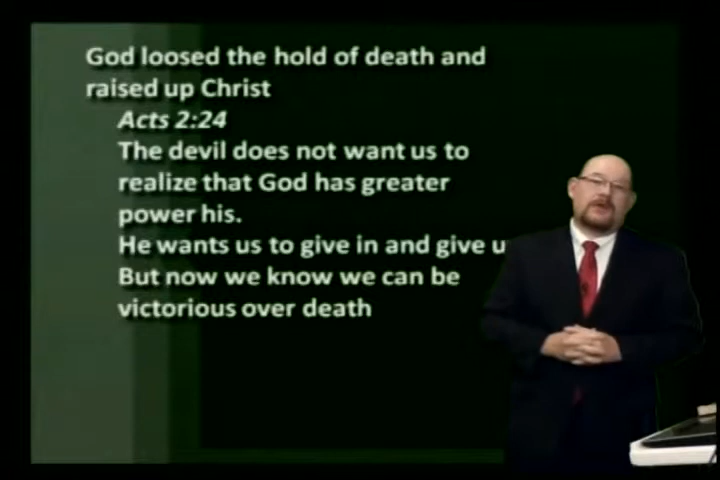 God loosed the hold of death and
raised up Christ
Acts 2:24
The devil does not want us to
realize that God has greater
power his.
He wants us to give in and give u
But now we know we can be
victorious over death